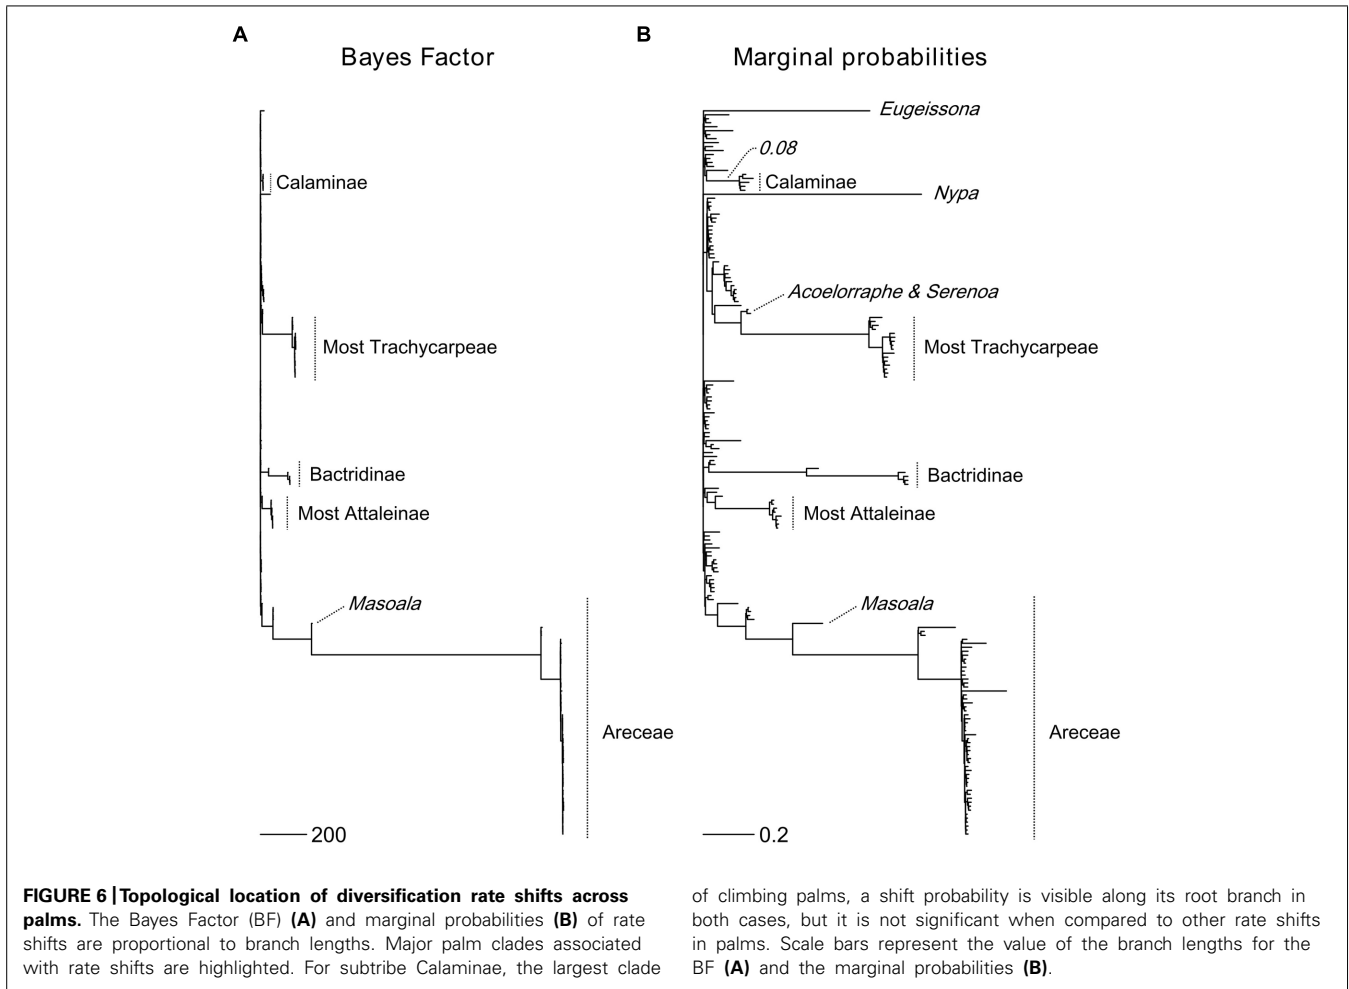 A
Bayes Factor
Calaminae
Most Trachycarpeae
Bactridinae
Most Attaleinae
Masoala
Areceae
200
B
Marginal probabilities
Eugeissona
0.08
Calaminae
Nypa
Acoelorraphe & Serenoa
Most Trachycarpeae
Bactridinae
Most Attaleinae
Masoala
Areceae
0.2
FIGURE 6 | Topological location of diversification rate shifts across
palms. The Bayes Factor (BF) (A) and marginal probabilities (B) of rate
shifts are proportional to branch lengths. Major palm clades associated
with rate shifts are highlighted. For subtribe Calaminae, the largest clade
of climbing palms, a shift probability is visible along its root branch in
both cases, but it is not significant when compared to other rate shifts
in palms. Scale bars represent the value of the branch lengths for the
BF (A) and the marginal probabilities (B).